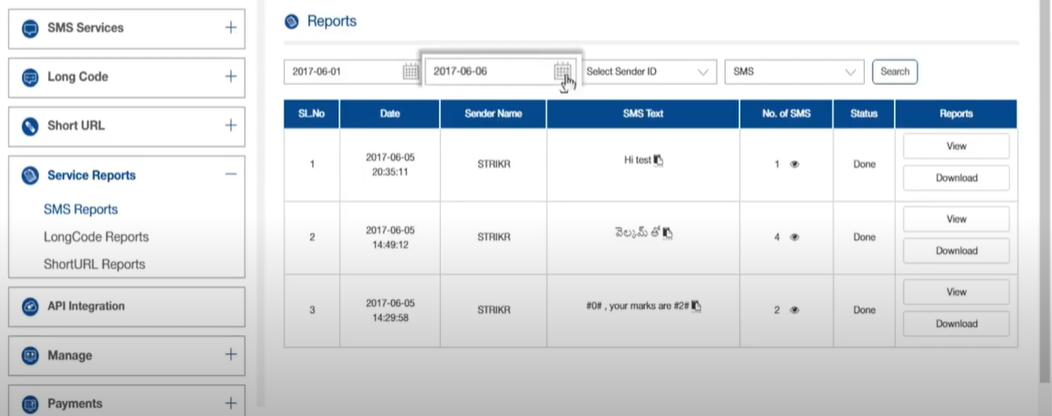 SMS Services
Long Code
Short URL
Service Reports
SMS Reports
LongCode Reports
ShortURL Reports
API Integration
Manage
Payments
Reports
2017-06-01 2017-06-06 Select Sender ID SMS Search
SL.No Date Sender Name SMS Text No. of SMS Status Reports
1 2017-06-05 20:35:11 STRIKR Hi test 1 Done View Download
2 2017-06-05 14:49:12 STRIKR వెల్కమ్ తో 4 Done View Download
3 2017-06-05 14:29:58 STRIKR #0# , your marks are #2# 2 Done View Download